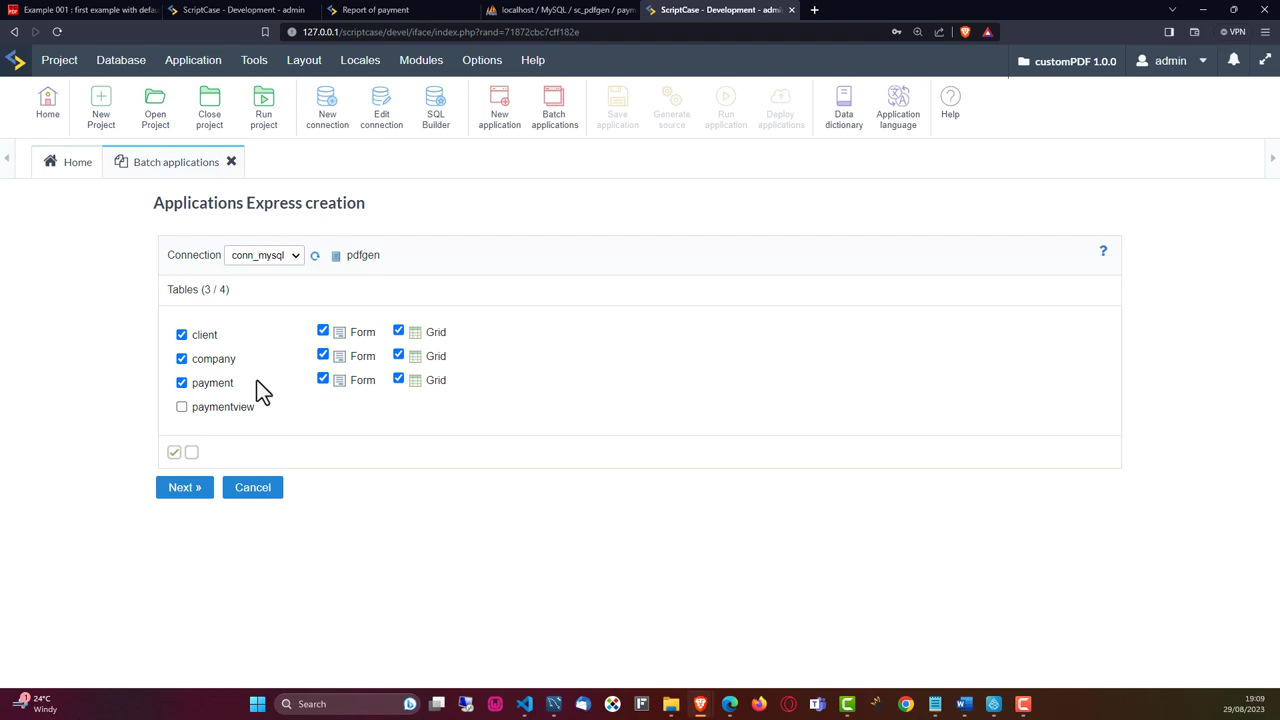 Example 001 : first example with defau
ScriptCase - Development - admin
Report of payment
localhost / MySQL / sc_pdfgen / paym
ScriptCase - Development - admi
127.0.0.1/scriptcase/devel/iface/index.php?rand=71872cbc7cff182e
VPN
Project Database Application Tools Layout Locales Modules Options Help
customPDF 1.0.0
admin
Home
New Project
Open Project
Close project
Run project
New connection
Edit connection
SQL Builder
New application
Batch applications
Save application
Generate source
Run application
Deploy applications
Data dictionary
Application language
Help
Home
Batch applications
Applications Express creation
Connection conn_mysql pdfgen
?
Tables (3 / 4)
client Form Grid
company Form Grid
payment Form Grid
paymentview
Next »
Cancel
1
24°C
Windy
Search
19:09
29/08/2023